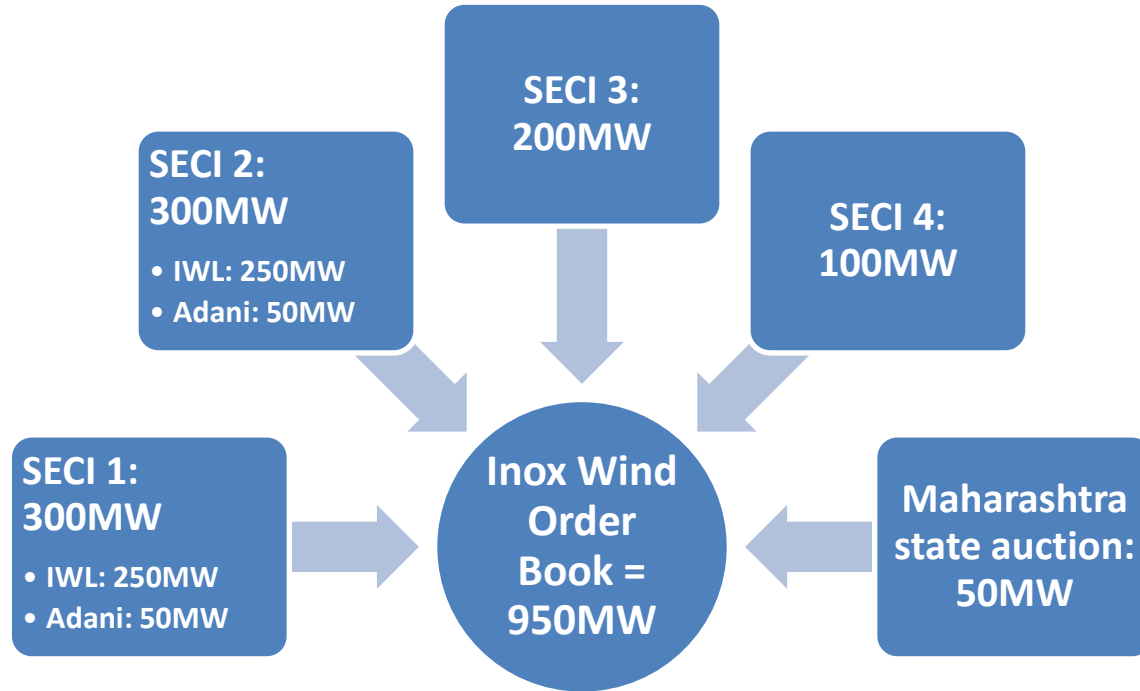 SECI 1:
300MW
• IWL: 250MW
• Adani: 50MW
SECI 2:
300MW
• IWL: 250MW
• Adani: 50MW
SECI 3:
200MW
SECI 4:
100MW
Maharashtra
state auction:
50MW
Inox Wind
Order
Book =
950MW